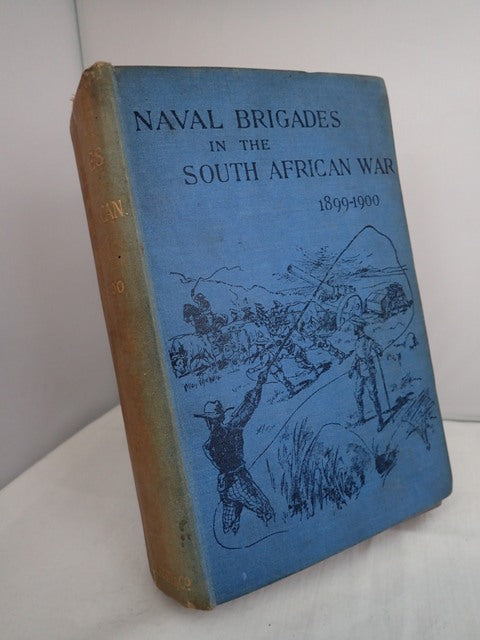 NAVAL BRIGADES
IN THE
SOUTH AFRICAN WAR
1899-1900